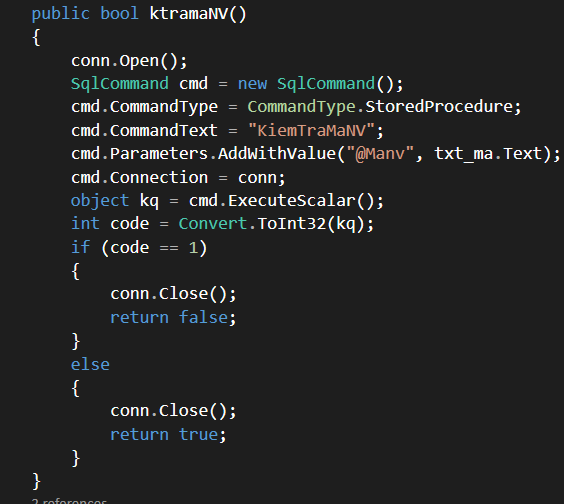 public bool ktramaNV()
{
conn.Open();
SqlCommand cmd = new SqlCommand();
cmd.CommandType = CommandType.StoredProcedure;
cmd.CommandText = "KiemTraMaNV";
cmd.Parameters.AddWithValue("@Manv", txt_ma.Text);
cmd.Connection = conn;
object kq = cmd.ExecuteScalar();
int code = Convert.ToInt32(kq);
if (code == 1)
{
conn.Close();
return false;
}
else
{
conn.Close();
return true;
}
}
2 references